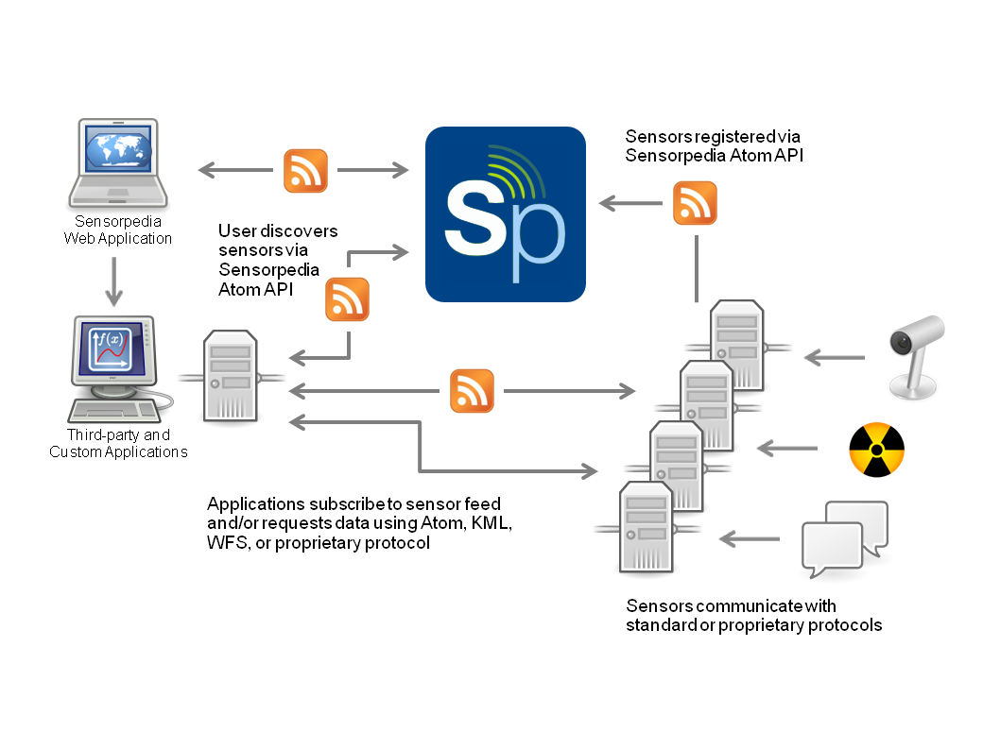 Sensors registered via
Sensorpedia Atom API
Sp
Sensorpedia
Web Application
User discovers
sensors via
Sensorpedia
Atom API
f(x)
Third-party and
Custom Applications
Applications subscribe to sensor feed
and/or requests data using Atom, KML,
WFS, or proprietary protocol
Sensors communicate with
standard or proprietary protocols